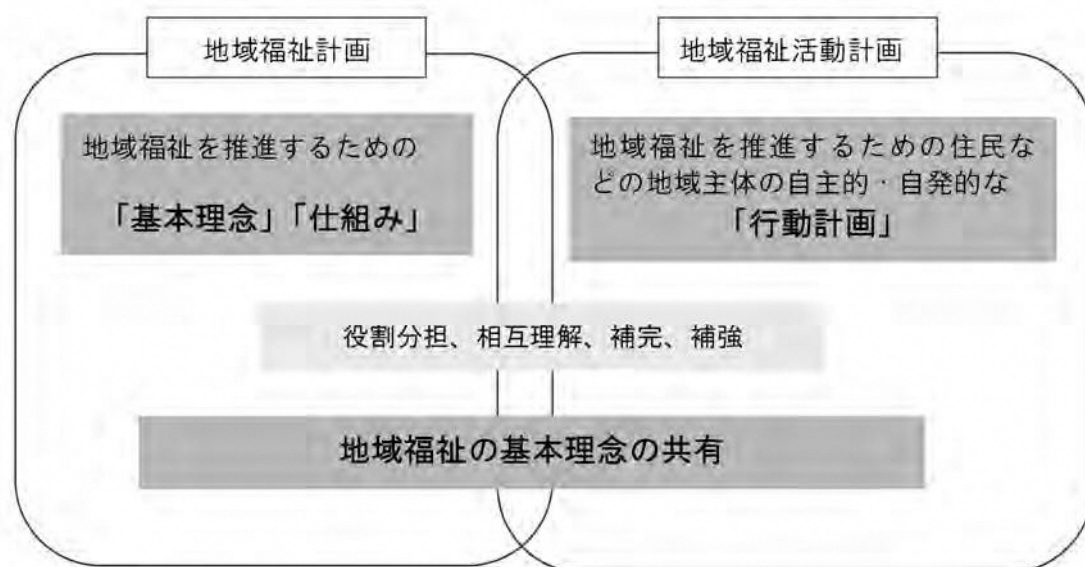 地域福祉計画
地域福祉活動計画
地域福祉を推進するための
「基本理念」「仕組み」
地域福祉を推進するための住民な
どの地域主体の自主的・自発的な
「行動計画」
役割分担、相互理解、補完、補強
地域福祉の基本理念の共有